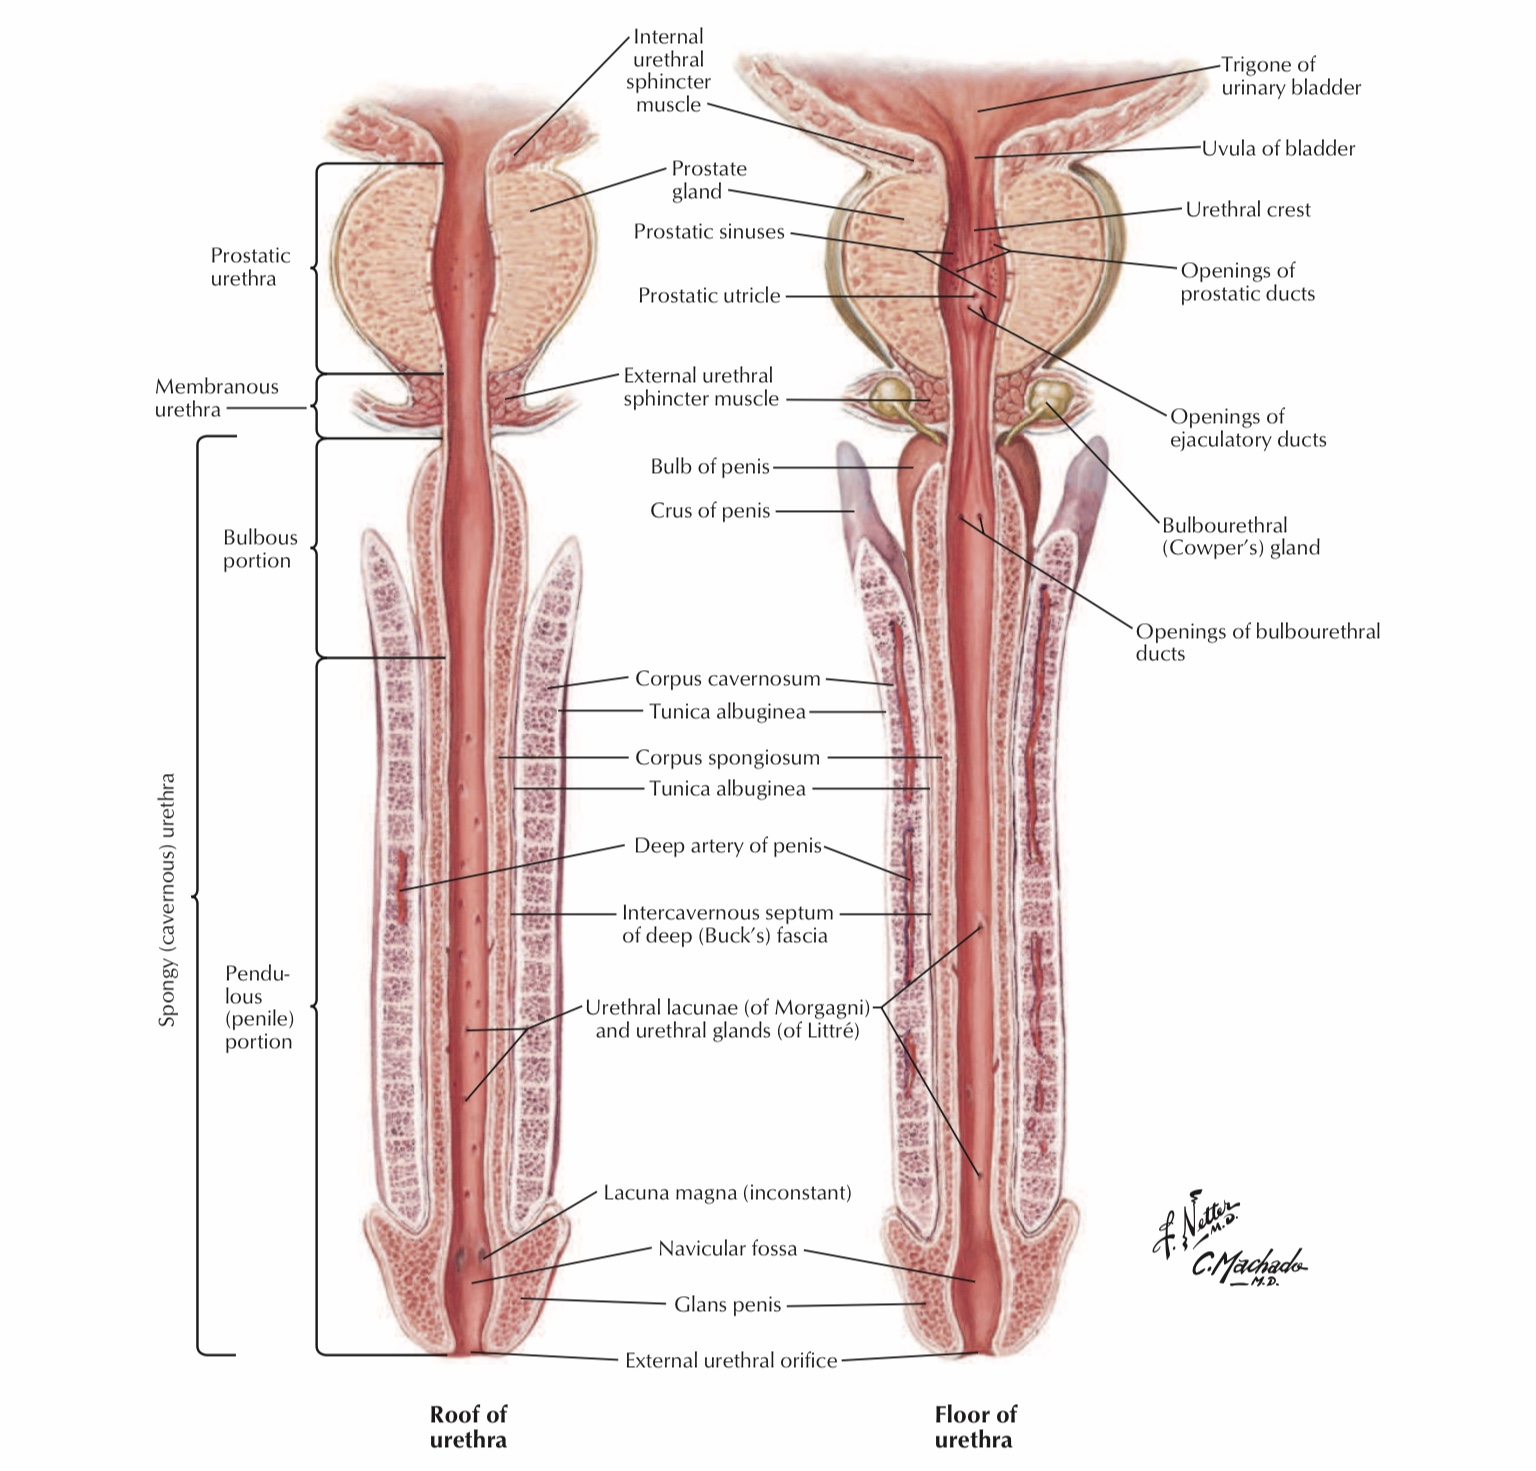 Internal
urethral
sphincter
muscle
Trigone of
urinary bladder
Uvula of bladder
Prostate
gland
Urethral crest
Prostatic sinuses
Prostatic
urethra
Openings of
prostatic ducts
Prostatic utricle
External urethral
sphincter muscle
Membranous
urethra
Openings of
ejaculatory ducts
Bulb of penis
Crus of penis
Bulbourethral
(Cowper's) gland
Bulbous
portion
Openings of bulbourethral
ducts
Corpus cavernosum
Tunica albuginea
Corpus spongiosum
Tunica albuginea
Spongy (cavernous) urethra
Deep artery of penis
Intercavernous septum
of deep (Buck's) fascia
Pendu-
lous
(penile)
portion
Urethral lacunae (of Morgagni)
and urethral glands (of Littré)
Lacuna magna (inconstant)
Navicular fossa
Glans penis
External urethral orifice
F. Netter
M.D.
C. Machado
M.D.
Roof of
urethra
Floor of
urethra